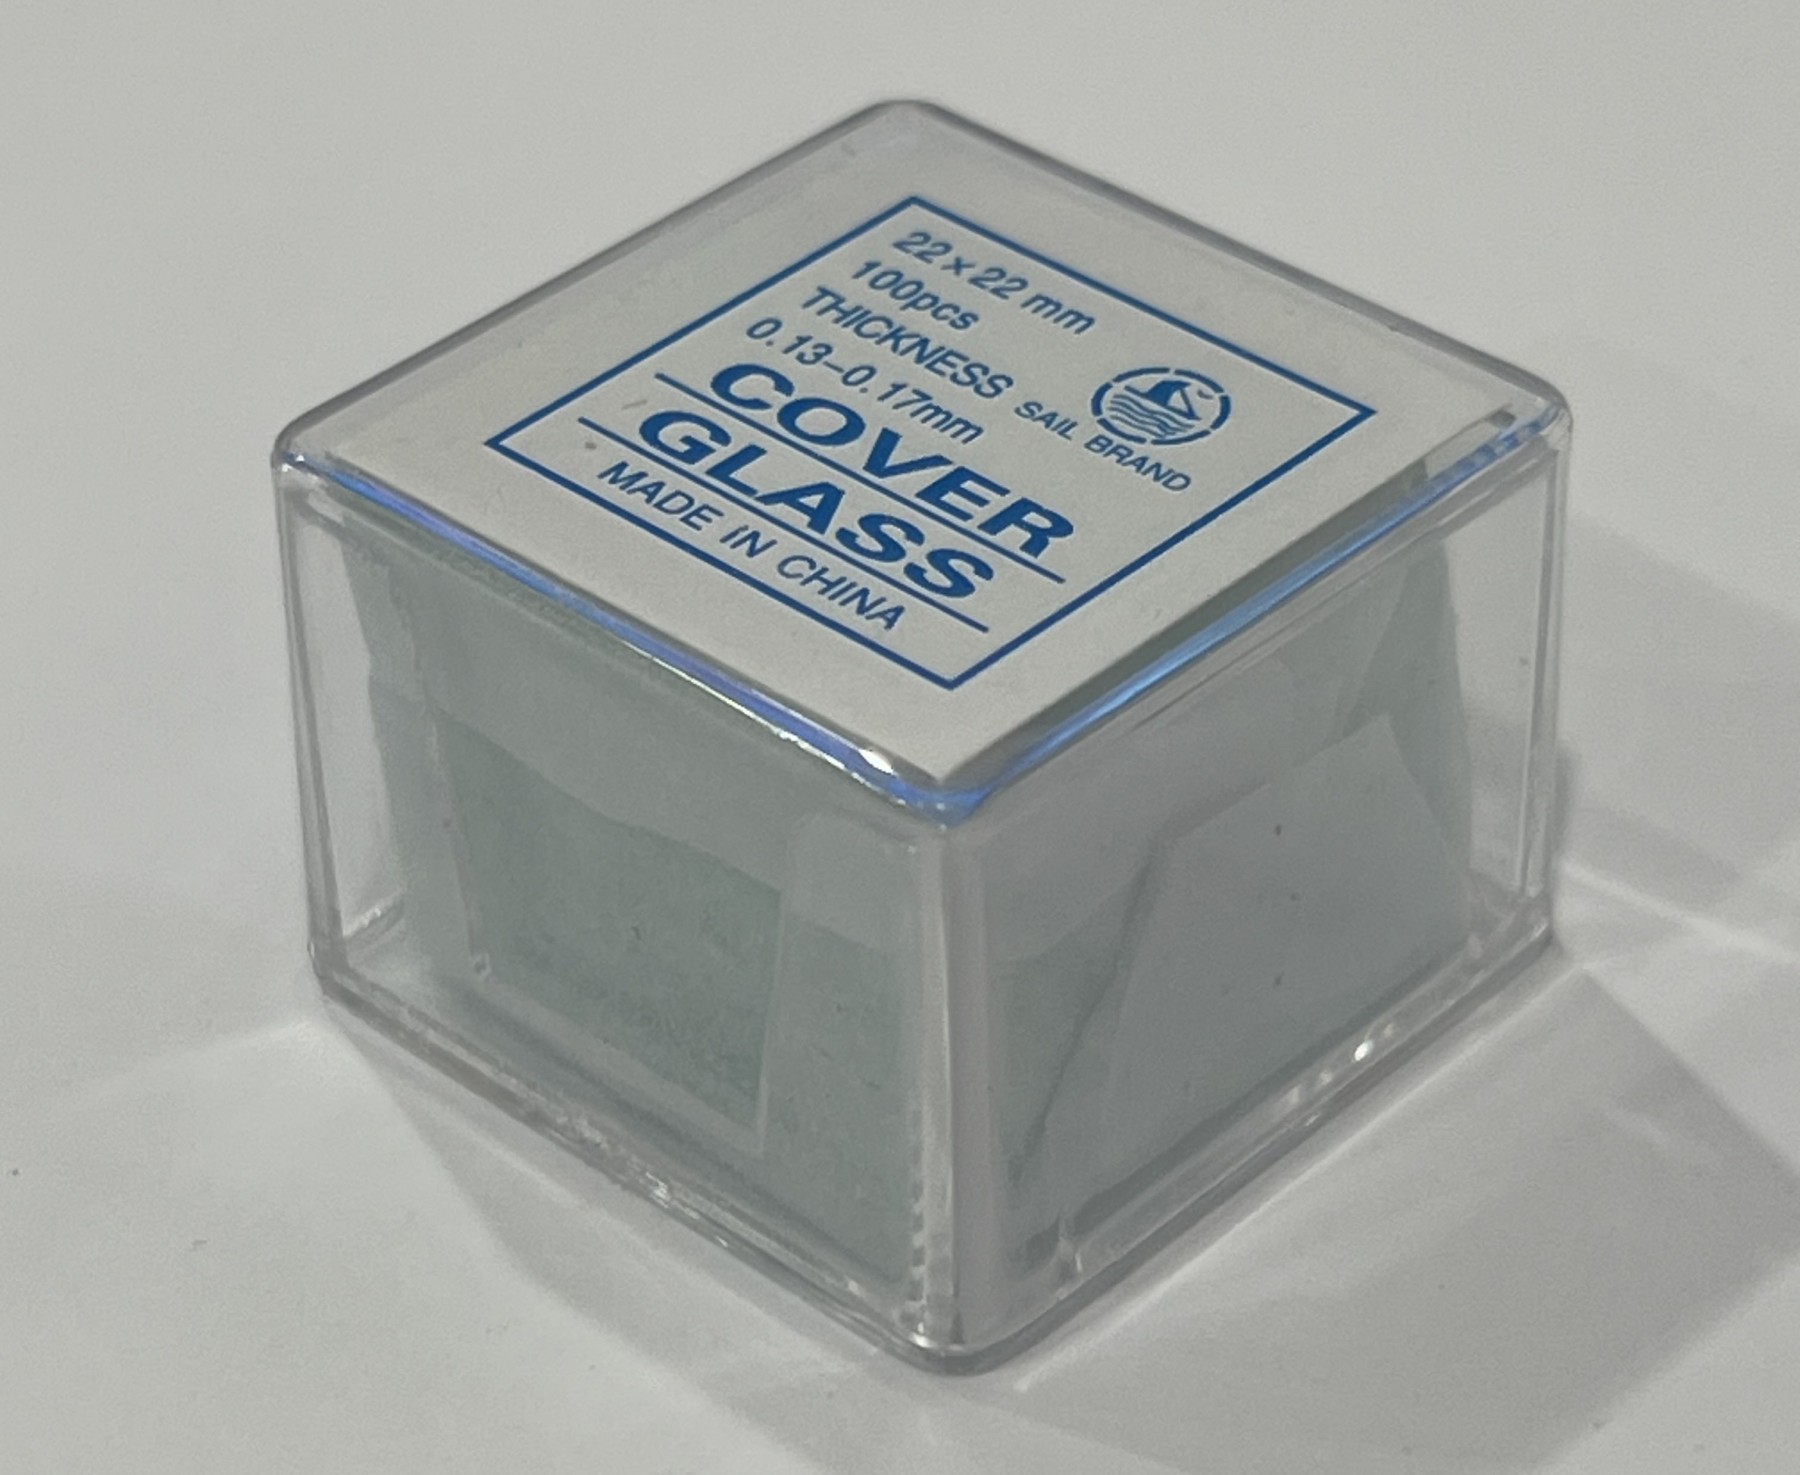 22 x 22 mm
100pcs
THICKNESS
0.13-0.17mm
SAIL BRAND
COVER
GLASS
MADE IN CHINA